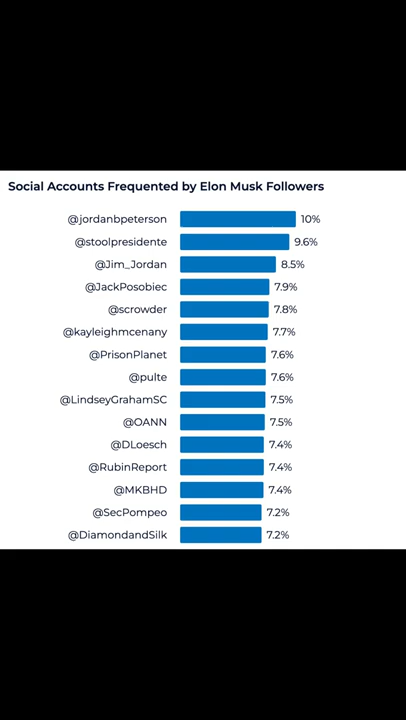 Social Accounts Frequented by Elon Musk Followers
@jordanbpeterson 10%
@stoolpresidente 9.6%
@Jim_Jordan 8.5%
@JackPosobiec 7.9%
@scrowder 7.8%
@kayleighmcenany 7.7%
@PrisonPlanet 7.6%
@pulte 7.6%
@LindseyGrahamSC 7.5%
@OANN 7.5%
@DLoesch 7.4%
@RubinReport 7.4%
@MKBHD 7.4%
@SecPompeo 7.2%
@DiamondandSilk 7.2%